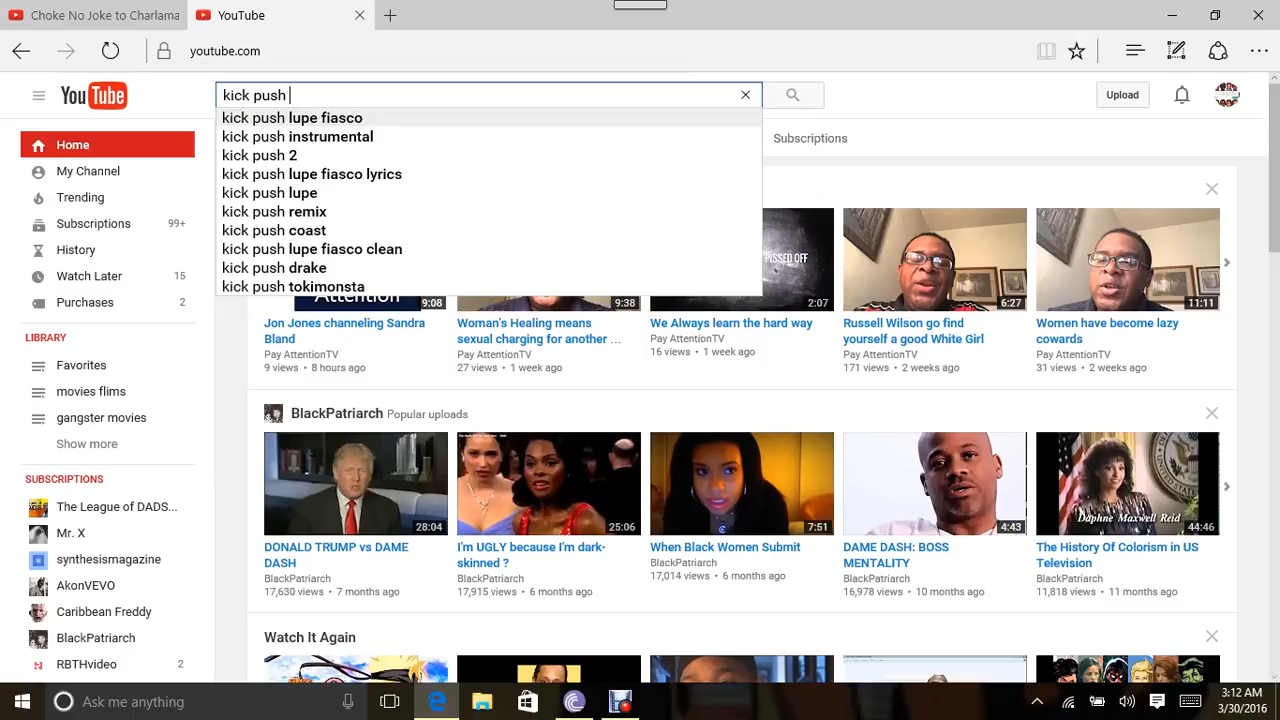 Choke No Joke vs Charlama
YouTube
youtube.com
YouTube
kick push
Upload
kick push lupe fiasco
kick push instrumental
kick push 2
kick push lupe fiasco lyrics
kick push lupe
kick push remix
kick push coast
kick push lupe fiasco clean
kick push drake
kick push tokimonsta
Subscriptions
Home
My Channel
Trending
Subscriptions 99+
History
Watch Later 15
Purchases 2
LIBRARY
Favorites
movies flims
gangster movies
Show more
SUBSCRIPTIONS
The League of DADS...
Mr. X
synthesismagazine
AkonVEVO
Caribbean Freddy
BlackPatriarch
RBTHvideo 2
Attention
9:08
9:38
PISSED OFF
2:07
6:27
11:11
Jon Jones channeling Sandra
Bland
Pay AttentionTV
9 views • 8 hours ago
Woman's Healing means
sexual charging for another ...
Pay AttentionTV
27 views • 1 week ago
We Always learn the hard way
Pay AttentionTV
16 views • 1 week ago
Russell Wilson go find
yourself a good White Girl
Pay AttentionTV
171 views • 2 weeks ago
Women have become lazy
cowards
Pay AttentionTV
31 views • 2 weeks ago
BlackPatriarch Popular uploads
28:04
25:06
7:51
4:43
Daphne Maxwell Reid
44:46
DONALD TRUMP vs DAME
DASH
BlackPatriarch
17,630 views • 7 months ago
I'm UGLY because I'm dark-
skinned ?
BlackPatriarch
17,915 views • 6 months ago
When Black Women Submit
BlackPatriarch
17,014 views • 6 months ago
DAME DASH: BOSS
MENTALITY
BlackPatriarch
16,978 views • 10 months ago
The History Of Colorism in US
Television
BlackPatriarch
11,818 views • 11 months ago
Watch It Again
Ask me anything
3:12 AM
3/30/2016